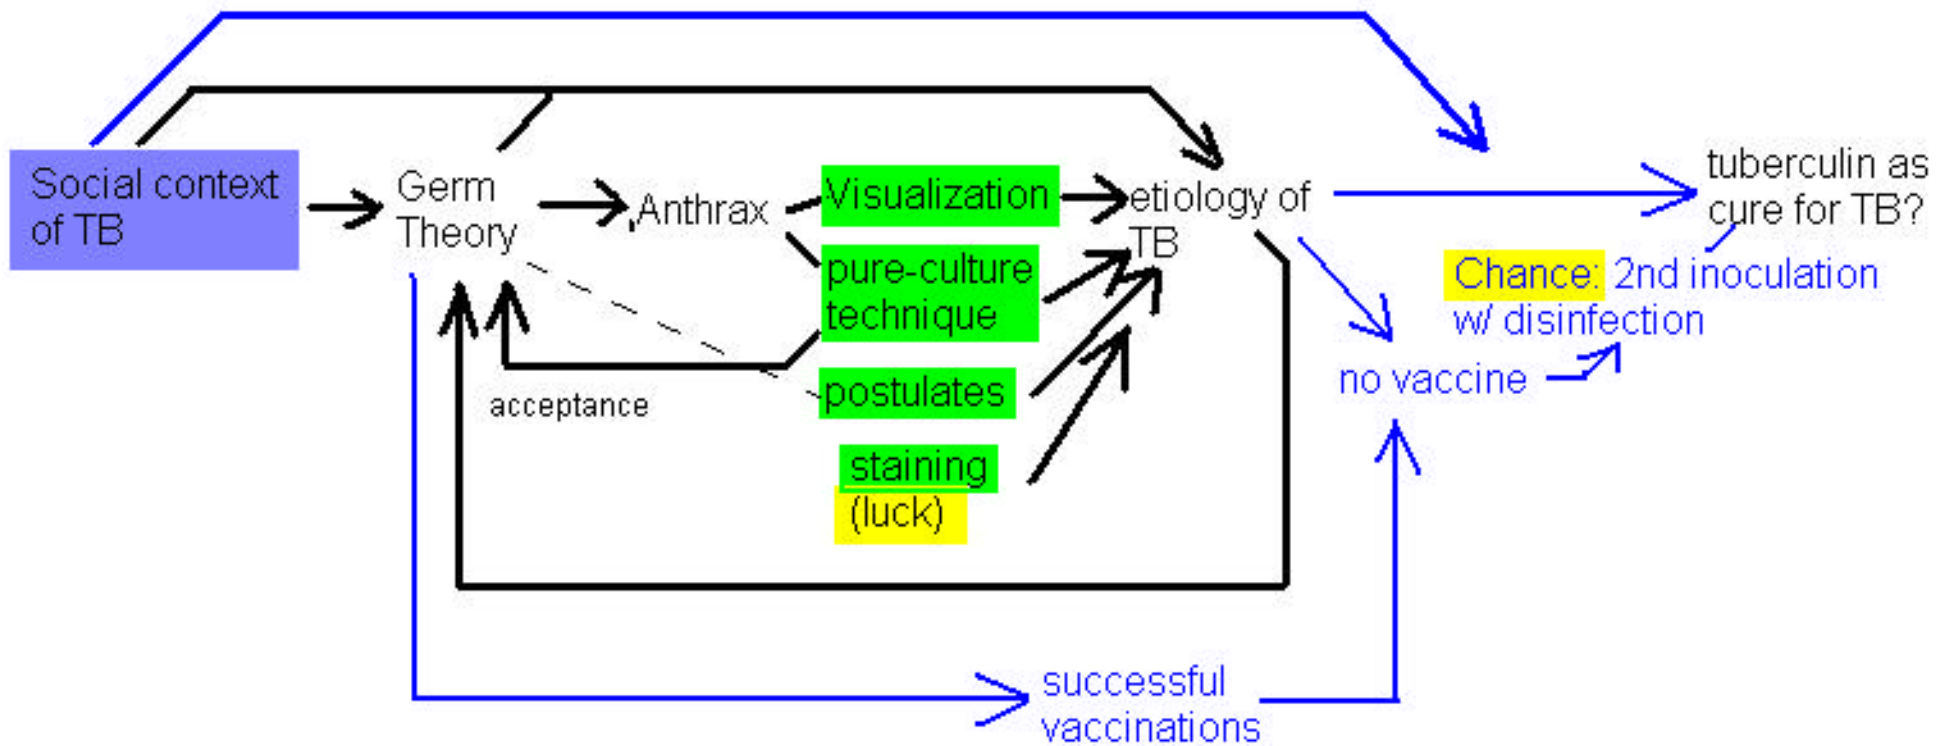 Social context
of TB
Germ
Theory
,Anthrax
Visualization
pure-culture
technique
postulates
staining
(luck)
acceptance
etiology of
TB
tuberculin as
cure for TB?
Chance: 2nd inoculation
w/ disinfection
no vaccine
successful
vaccinations